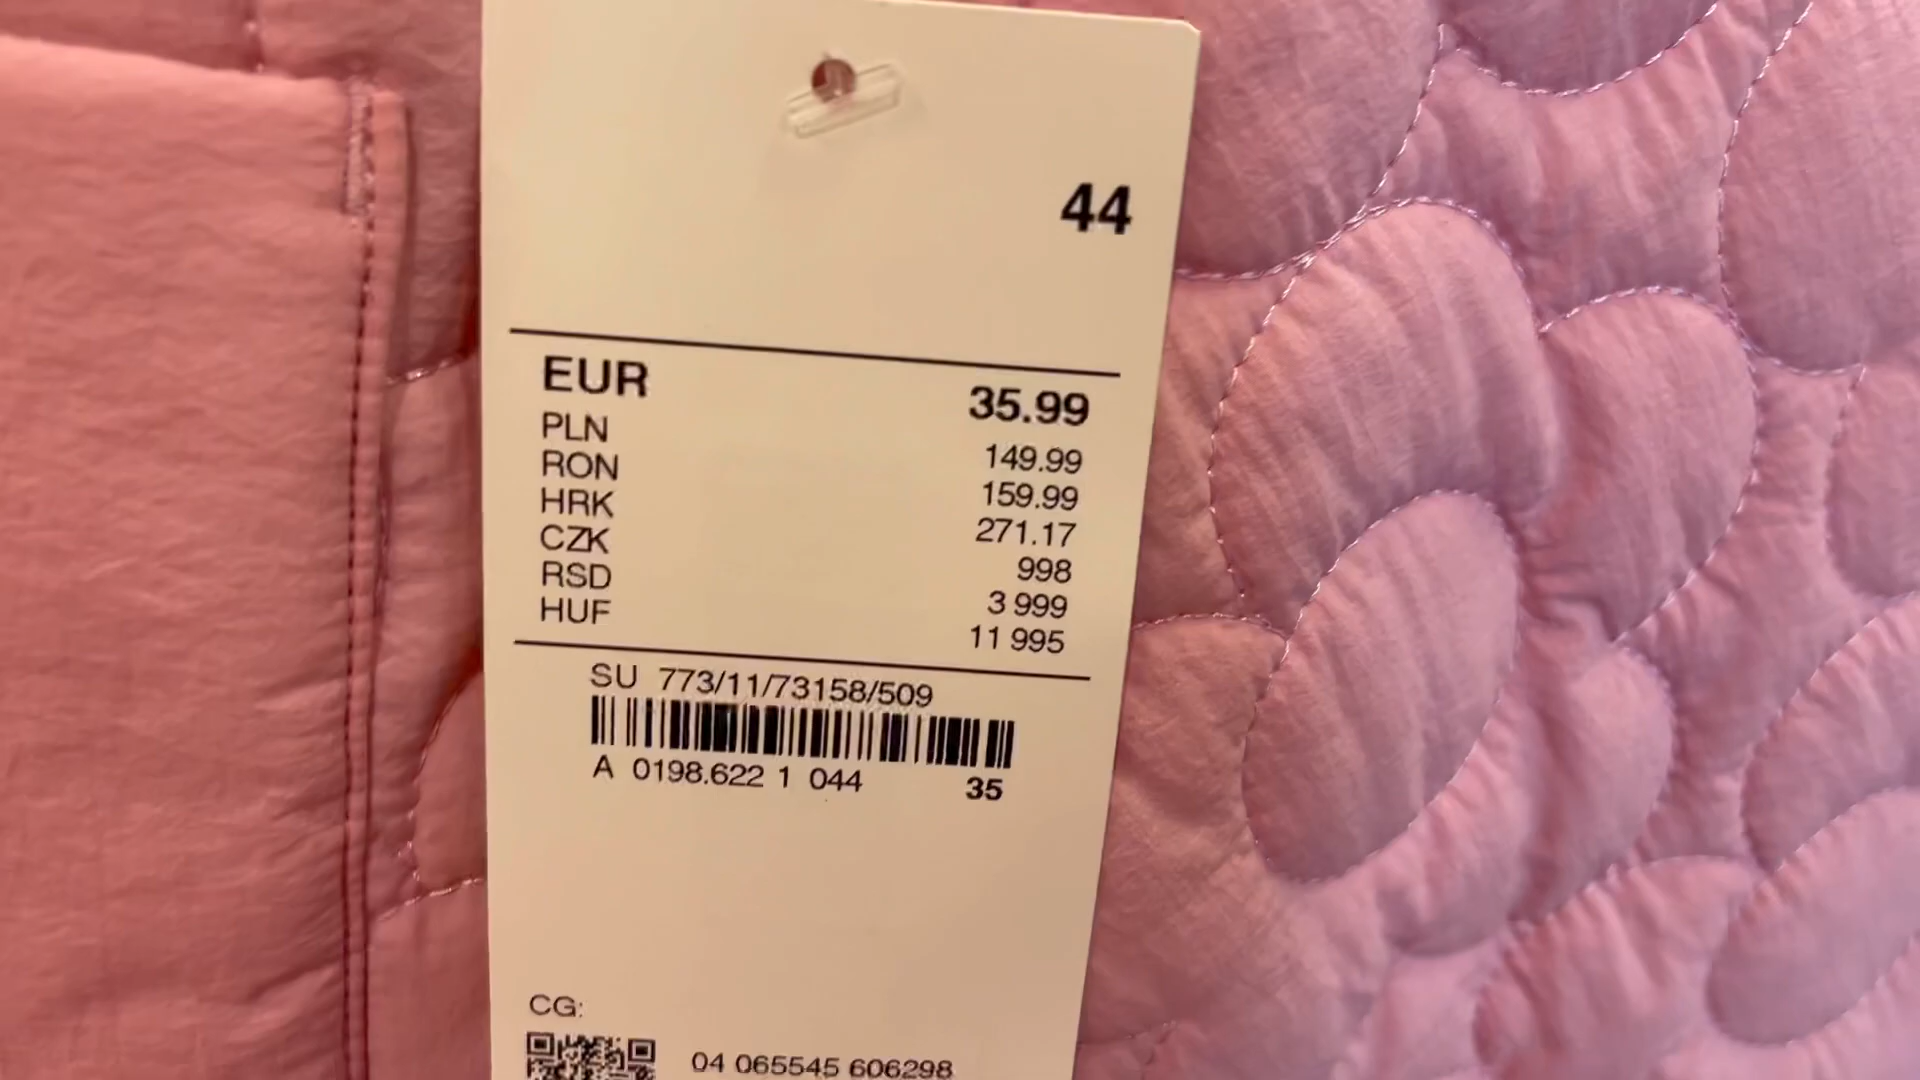 44
EUR 35.99
PLN 149.99
RON 159.99
HRK 271.17
CZK 998
RSD 3 999
HUF 11 995
SU 773/11/73158/509
A 0198.622 1 044 35
CG:
04 065545 606298